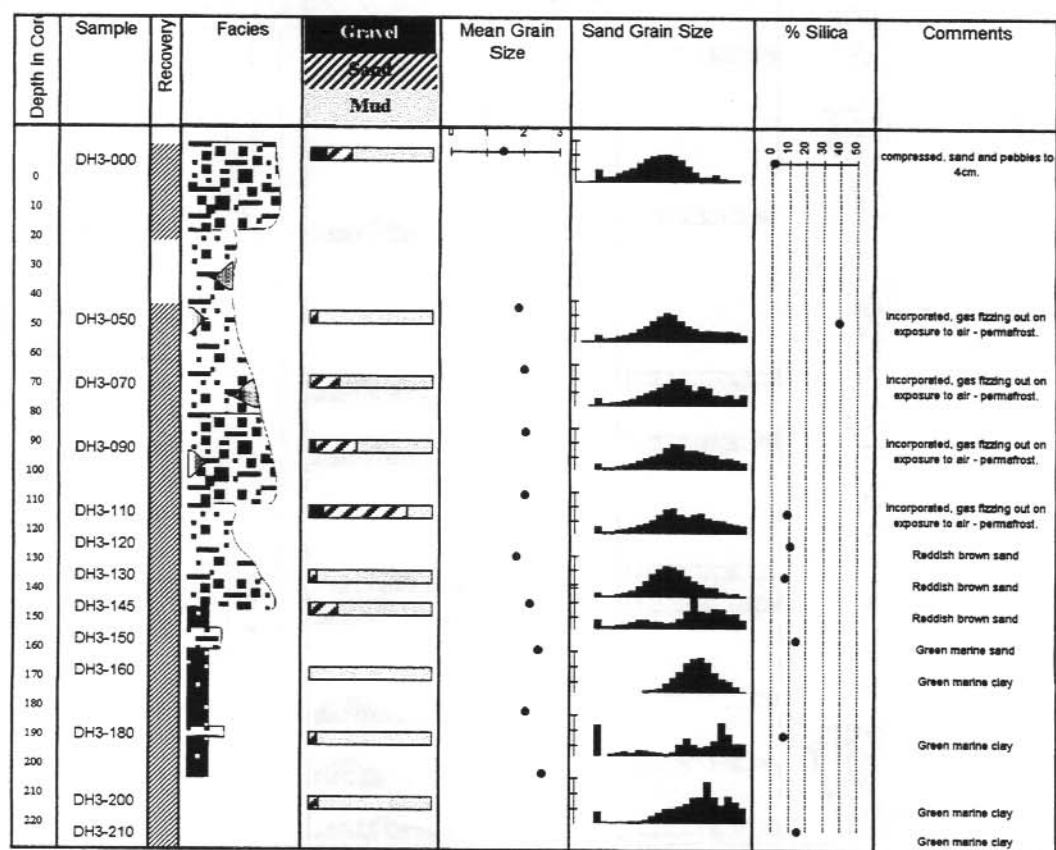 Depth in Core
Sample
Recovery
Facies
Gravel
Sand
Mud
Mean Grain
Size
Sand Grain Size
% Silica
Comments
0 1 2 3
0 10 20 30 40 50
DH3-000
compressed, sand and pebbles to
4cm.
0
10
20
30
40
DH3-050
Incorporated, gas fizzing out on
exposure to air - permafrost.
50
60
DH3-070
Incorporated, gas fizzing out on
exposure to air - permafrost.
70
80
DH3-090
Incorporated, gas fizzing out on
exposure to air - permafrost.
90
100
110
DH3-110
Incorporated, gas fizzing out on
exposure to air - permafrost.
120
DH3-120
Reddish brown sand
130
DH3-130
Reddish brown sand
140
DH3-145
Reddish brown sand
150
DH3-150
Green marine sand
160
DH3-160
Green marine clay
170
180
DH3-180
Green marine clay
190
200
210
DH3-200
Green marine clay
220
DH3-210
Green marine clay